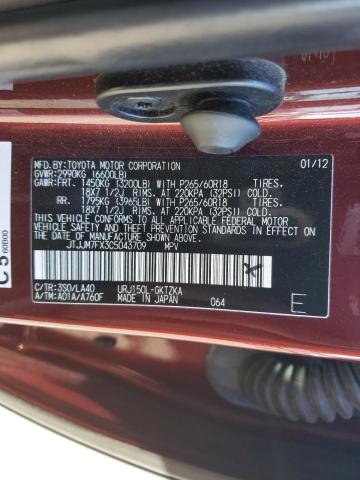 MFD.BY:TOYOTA MOTOR CORPORATION 01/12
GVWR:2990KG (6600LB)
GAWR:FRT. 1450KG (3200LB) WITH P265/60R18 TIRES.
18X7 1/2J RIMS. AT 220KPA (32PSI) COLD
RR. 1795KG (3965LB) WITH P265/60R18 TIRES.
18X7 1/2J RIMS. AT 220KPA (32PSI) COLD
THIS VEHICLE CONFORMS TO ALL APPLICABLE FEDERAL MOTOR
VEHICLE SAFETY, BUMPER, AND THEFT PREVENTION STANDARDS
IN EFFECT ON THE DATE OF MANUFACTURE SHOWN ABOVE.
JTJJM7FX3C5043709 MPV
C/TR:3S0/LA40 URJ150L-GKTZKA
A/TM:A01A/A760F MADE IN JAPAN 064 E
C5
60B00